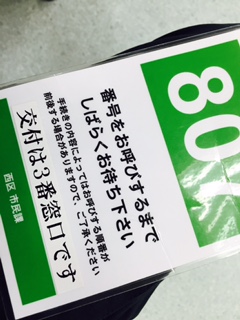 80
番号をお呼びするまで
しばらくお待ち下さい
手続きの内容によってはお呼びする順番が
前後する場合がありますので、ご了承ください
交付は3番窓口です
西区 市民課